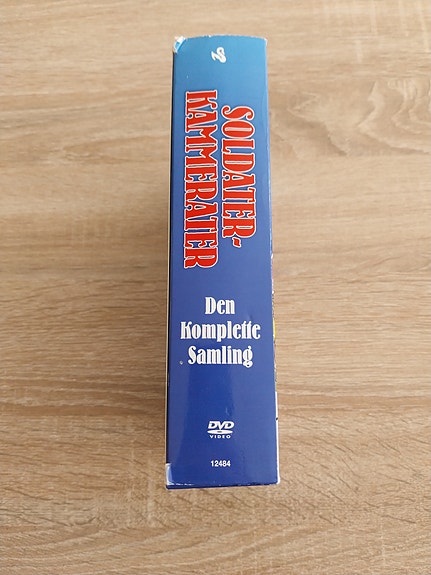 SOLDATER-
KAMMERATER
Den
Komplette
Samling
DVD
VIDEO
12484